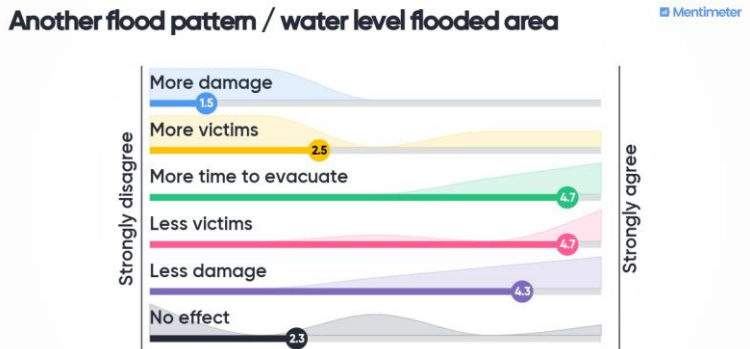 Another flood pattern / water level flooded area
Mentimeter
Strongly disagree
More damage
1.5
More victims
2.5
More time to evacuate
4.7
Less victims
4.7
Less damage
4.3
No effect
2.3
Strongly agree